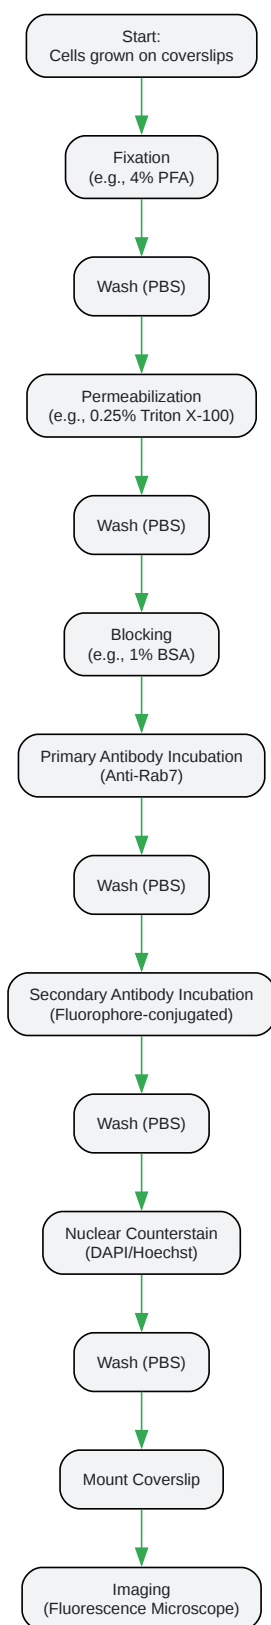 Start:
Cells grown on coverslips
Fixation
(e.g., 4% PFA)
Wash (PBS)
Permeabilization
(e.g., 0.25% Triton X-100)
Wash (PBS)
Blocking
(e.g., 1% BSA)
Primary Antibody Incubation
(Anti-Rab7)
Wash (PBS)
Secondary Antibody Incubation
(Fluorophore-conjugated)
Wash (PBS)
Nuclear Counterstain
(DAPI/Hoechst)
Wash (PBS)
Mount Coverslip
Imaging
(Fluorescence Microscope)